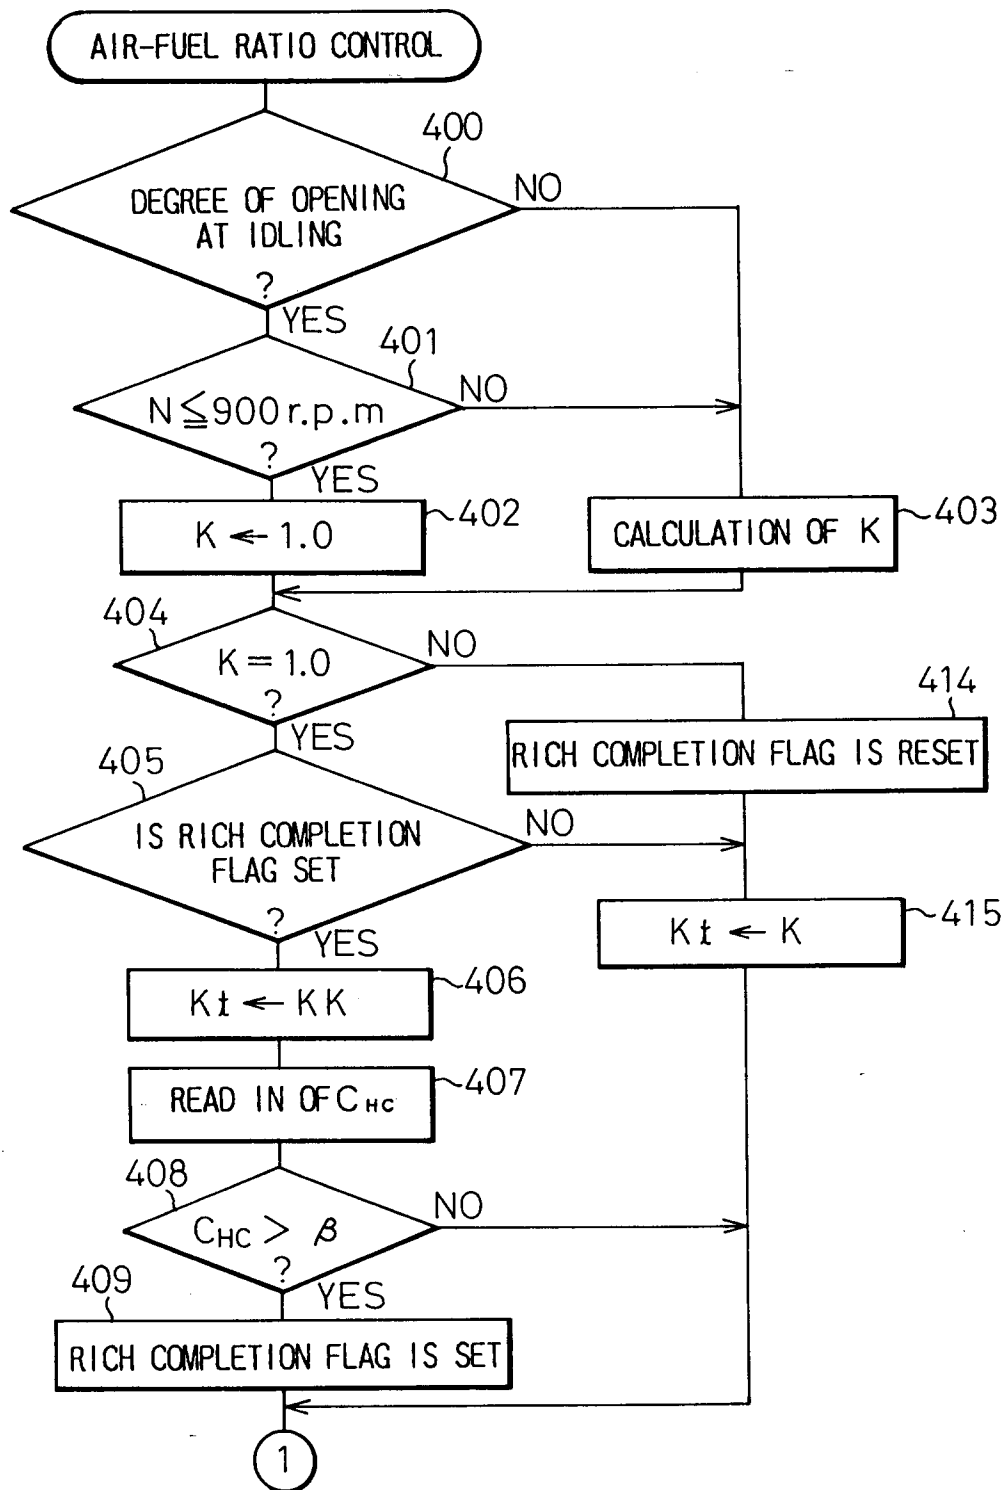 AIR-FUEL RATIO CONTROL
400
DEGREE OF OPENING
AT IDLING
?
NO
YES
401
N≦900 r.p.m
?
NO
YES
K ← 1.0
402
CALCULATION OF K
403
404
K = 1.0
?
NO
YES
414
RICH COMPLETION FLAG IS RESET
405
IS RICH COMPLETION
FLAG SET
?
NO
YES
Kt ← K
415
Kt ← KK
406
READ IN OF CHC
407
408
CHC > β
?
NO
YES
409
RICH COMPLETION FLAG IS SET
1